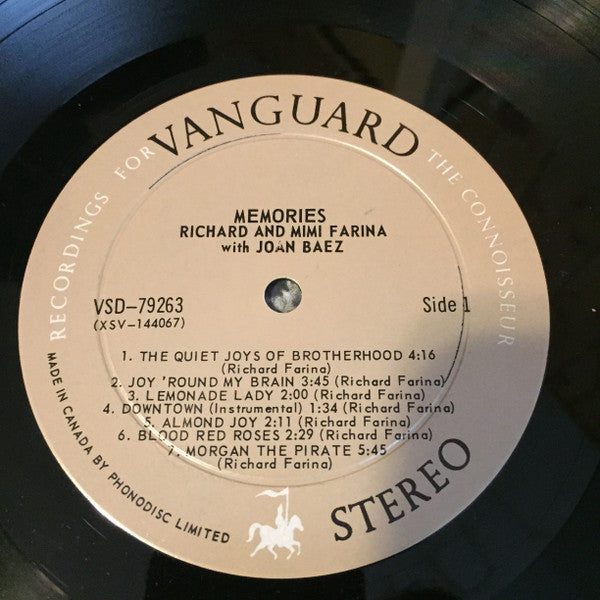 RECORDINGS FOR VANGUARD THE CONNOISSEUR
MEMORIES
RICHARD AND MIMI FARINA
with JOAN BAEZ
VSD-79263
(XSV-144067)
Side 1
1. THE QUIET JOYS OF BROTHERHOOD 4:16
(Richard Farina)
2. JOY 'ROUND MY BRAIN 3:45 (Richard Farina)
3. LEMONADE LADY 2:00 (Richard Farina)
4. DOWNTOWN (Instrumental) 1:34 (Richard Farina)
5. ALMOND JOY 2:11 (Richard Farina)
6. BLOOD RED ROSES 2:29 (Richard Farina)
7. MORGAN THE PIRATE 5:45
(Richard Farina)
MADE IN CANADA BY PHONODISC LIMITED
STEREO